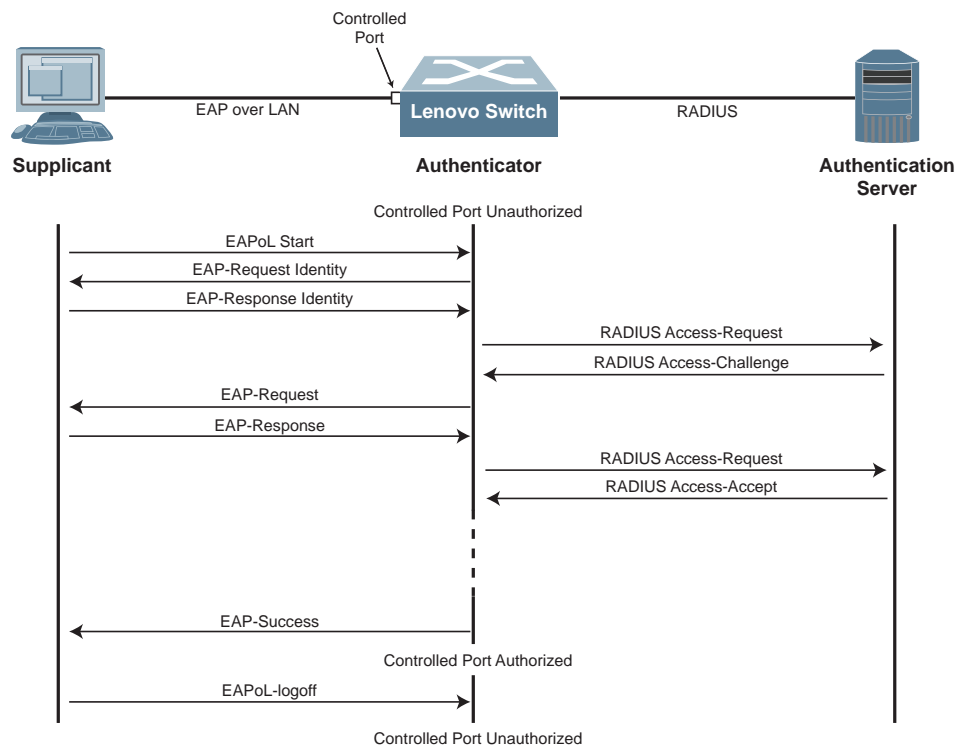 Controlled
Port
EAP over LAN
Lenovo Switch
RADIUS
Supplicant
Authenticator
Authentication
Server
Controlled Port Unauthorized
EAPoL Start
EAP-Request Identity
EAP-Response Identity
RADIUS Access-Request
RADIUS Access-Challenge
EAP-Request
EAP-Response
RADIUS Access-Request
RADIUS Access-Accept
EAP-Success
Controlled Port Authorized
EAPoL-logoff
Controlled Port Unauthorized